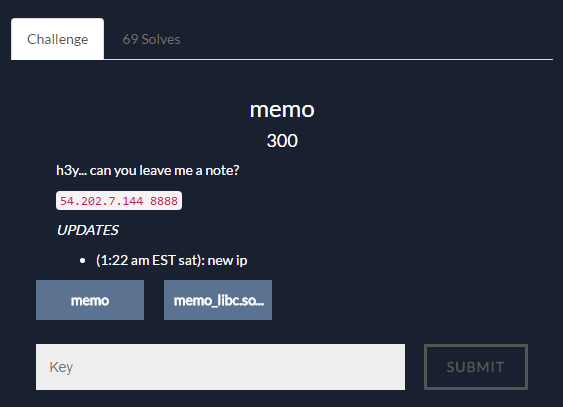 Challenge
69 Solves
memo
300
h3y... can you leave me a note?
54.202.7.144 8888
UPDATES
(1:22 am EST sat): new ip
memo
memo_libc.so...
Key
SUBMIT